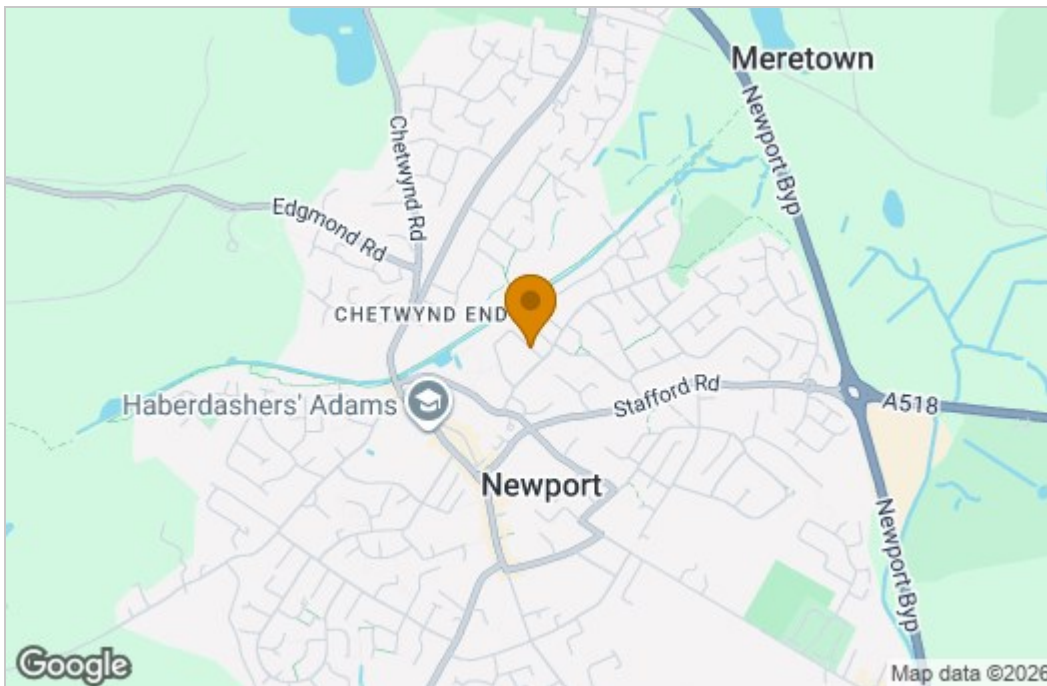 Meretown
Chetwynd Rd
Newport Byp
Edgmond Rd
CHETWYND END
Haberdashers' Adams
Stafford Rd
A518
Newport
Newport Byp
Google
Map data ©2026